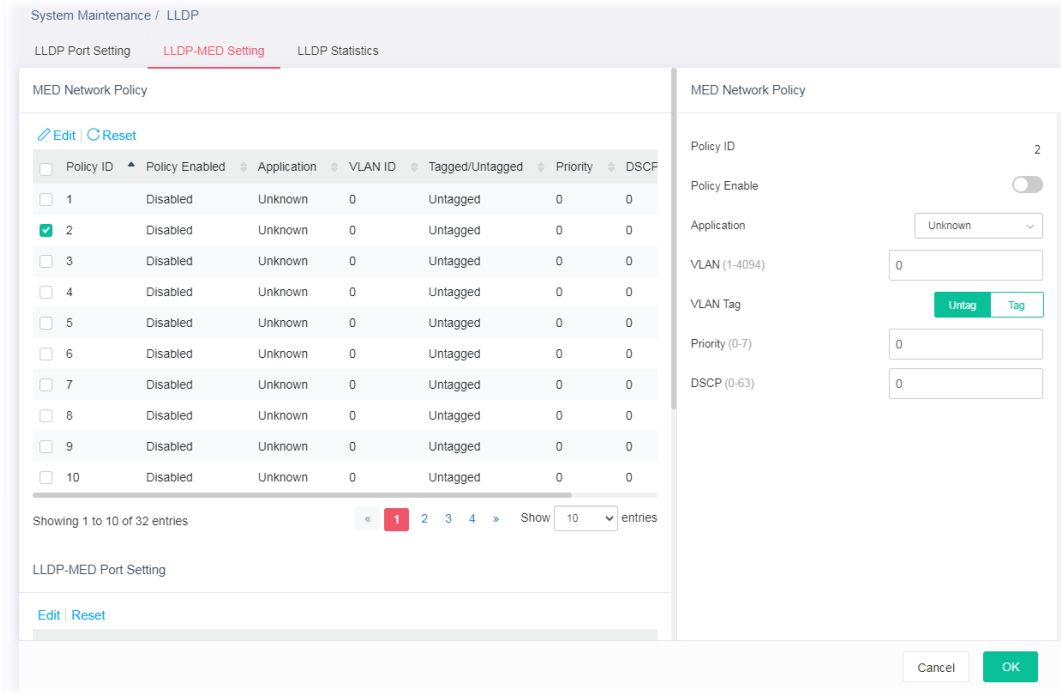 System Maintenance / LLDP
LLDP Port Setting LLDP-MED Setting LLDP Statistics
MED Network Policy
Edit | Reset
Policy ID Policy Enabled Application VLAN ID Tagged/Untagged Priority DSCP
1 Disabled Unknown 0 Untagged 0 0
2 Disabled Unknown 0 Untagged 0 0
3 Disabled Unknown 0 Untagged 0 0
4 Disabled Unknown 0 Untagged 0 0
5 Disabled Unknown 0 Untagged 0 0
6 Disabled Unknown 0 Untagged 0 0
7 Disabled Unknown 0 Untagged 0 0
8 Disabled Unknown 0 Untagged 0 0
9 Disabled Unknown 0 Untagged 0 0
10 Disabled Unknown 0 Untagged 0 0
Showing 1 to 10 of 32 entries « 1 2 3 4 » Show 10 entries
LLDP-MED Port Setting
Edit | Reset
MED Network Policy
Policy ID 2
Policy Enable
Application Unknown
VLAN (1-4094) 0
VLAN Tag Untag Tag
Priority (0-7) 0
DSCP (0-63) 0
Cancel OK